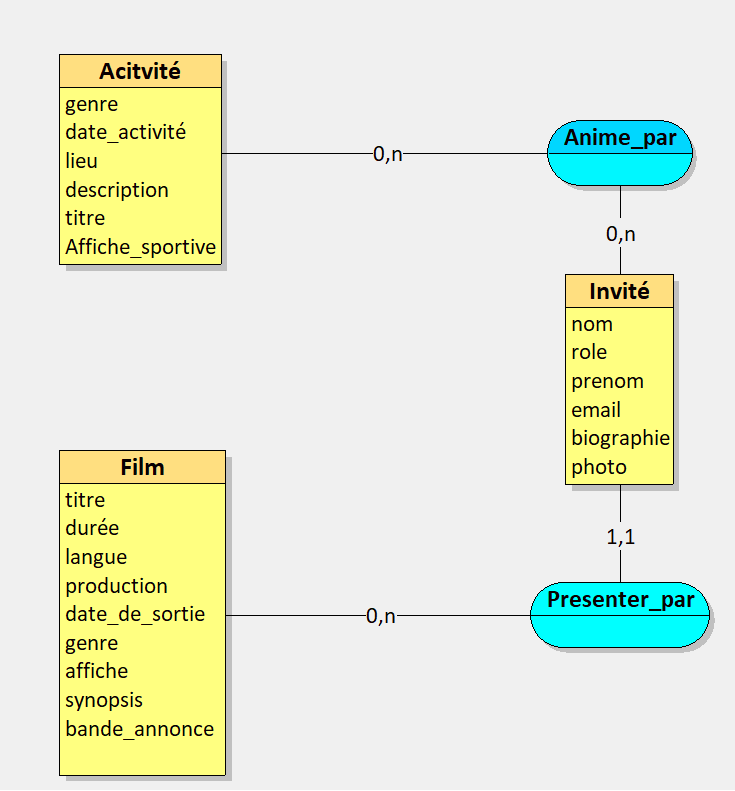 Acitvité
genre
date_activité
lieu
description
titre
Affiche_sportive
0,n
Anime_par
0,n
Invité
nom
role
prenom
email
biographie
photo
1,1
Presenter_par
0,n
Film
titre
durée
langue
production
date_de_sortie
genre
affiche
synopsis
bande_annonce